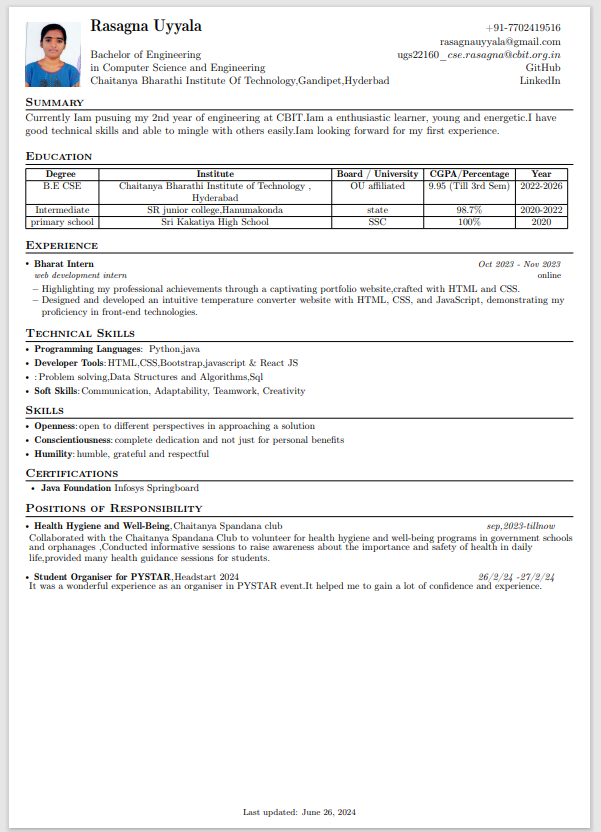 Rasagna Uyyala
+91-7702419516
rasagnauyyala@gmail.com
Bachelor of Engineering
ugs22160_cse.rasagna@cbit.org.in
in Computer Science and Engineering
GitHub
Chaitanya Bharathi Institute Of Technology,Gandipet,Hyderbad
LinkedIn
Summary
Currently Iam pusuing my 2nd year of engineering at CBIT.Iam a enthusiastic learner, young and energetic.I have
good technical skills and able to mingle with others easily.Iam looking forward for my first experience.
Education
Degree Institute Board / University CGPA/Percentage Year
B.E CSE Chaitanya Bharathi Institute of Technology , OU affiliated 9.95 (Till 3rd Sem) 2022-2026
Hyderabad
Intermediate SR junior college,Hanumakonda state 98.7% 2020-2022
primary school Sri Kakatiya High School SSC 100% 2020
Experience
• Bharat Intern Oct 2023 - Nov 2023
web development intern online
– Highlighting my professional achievements through a captivating portfolio website,crafted with HTML and CSS.
– Designed and developed an intuitive temperature converter website with HTML, CSS, and JavaScript, demonstrating my
proficiency in front-end technologies.
Technical Skills
• Programming Languages: Python,java
• Developer Tools:HTML,CSS,Bootstrap,javascript & React JS
• :Problem solving,Data Structures and Algorithms,Sql
• Soft Skills:Communication, Adaptability, Teamwork, Creativity
Skills
• Openness:open to different perspectives in approaching a solution
• Conscientiousness:complete dedication and not just for personal benefits
• Humility:humble, grateful and respectful
Certifications
• Java Foundation Infosys Springboard
Positions of Responsibility
• Health Hygiene and Well-Being,Chaitanya Spandana club sep,2023-tillnow
Collaborated with the Chaitanya Spandana Club to volunteer for health hygiene and well-being programs in government schools
and orphanages ,Conducted informative sessions to raise awareness about the importance and safety of health in daily
life,provided many health guidance sessions for students.
• Student Organiser for PYSTAR,Headstart 2024 26/2/24 -27/2/24
It was a wonderful experience as an organiser in PYSTAR event.It helped me to gain a lot of confidence and experience.
Last updated: June 26, 2024